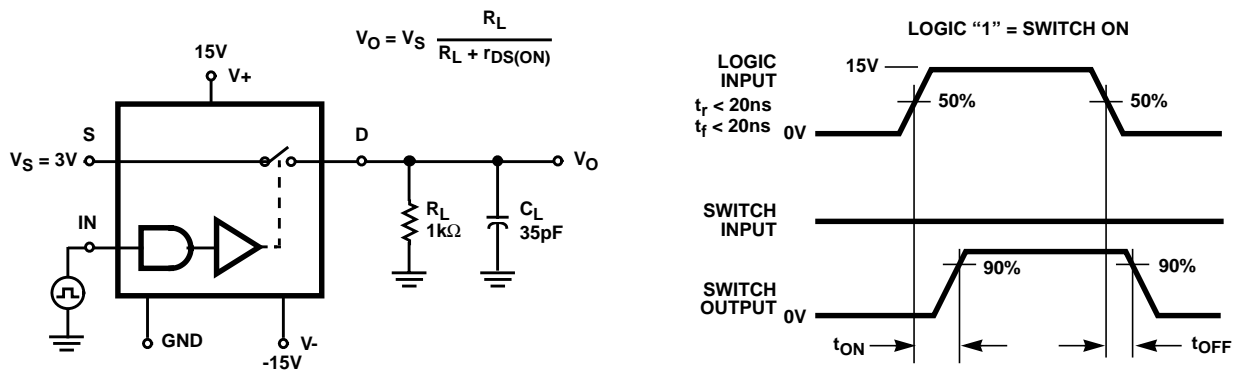 V_O = V_S R_L / (R_L + r_DS(ON))
15V
V+
S
D
V_S = 3V
V_O
IN
R_L
1kΩ
C_L
35pF
GND
V-
-15V
LOGIC “1” = SWITCH ON
LOGIC
INPUT
15V
t_r < 20ns
t_f < 20ns
0V
50%
50%
SWITCH
INPUT
SWITCH
OUTPUT
0V
90%
90%
t_ON
t_OFF